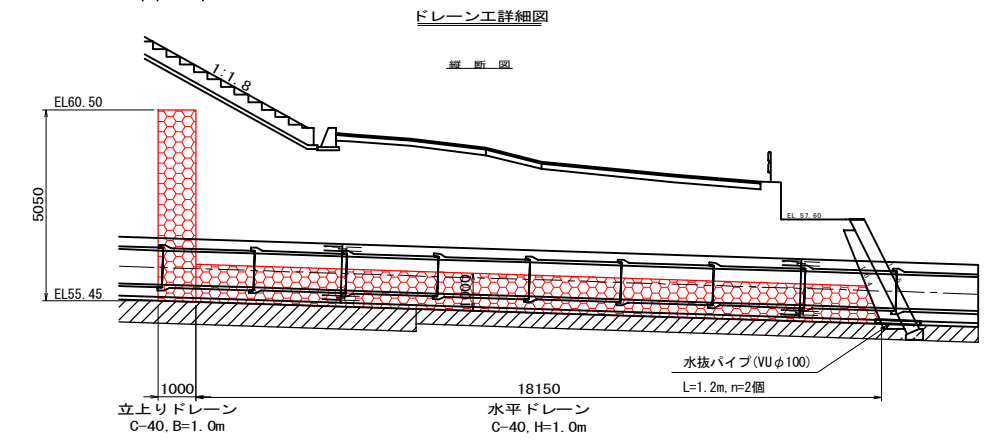 ドレーン工詳細図
縦 断 図
1:1.8
EL60.50
5050
EL 57.60
EL55.45
1000
水抜パイプ(VUφ100)
L=1.2m, n=2個
1000
18150
立上りドレーン
C-40, B=1.0m
水平ドレーン
C-40, H=1.0m